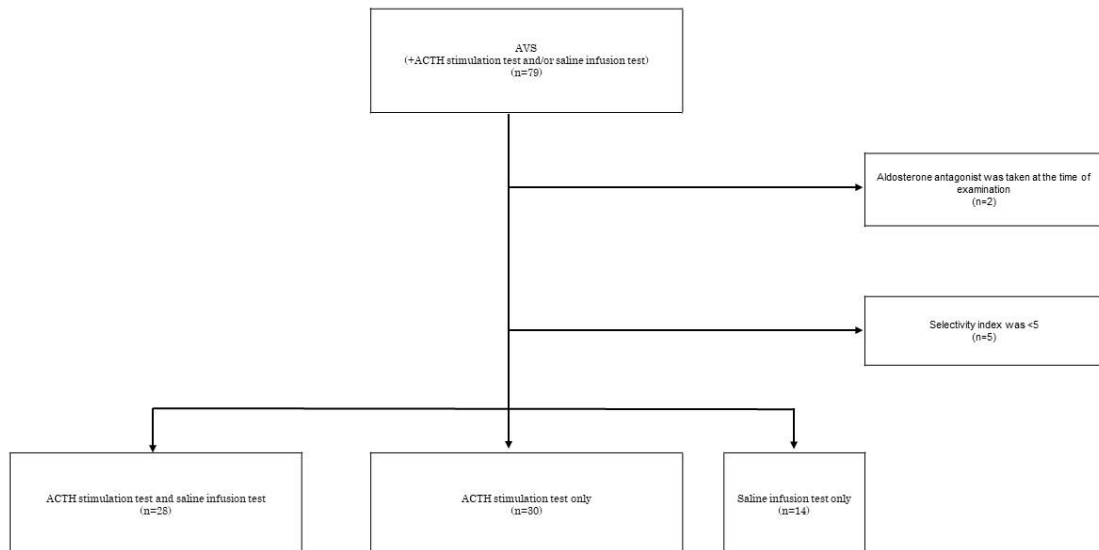 AVS
(+ACTH stimulation test and/or saline infusion test)
(n=79)
Aldosterone antagonist was taken at the time of
examination
(n=2)
Selectivity index was <5
(n=5)
ACTH stimulation test and saline infusion test
(n=28)
ACTH stimulation test only
(n=30)
Saline infusion test only
(n=14)